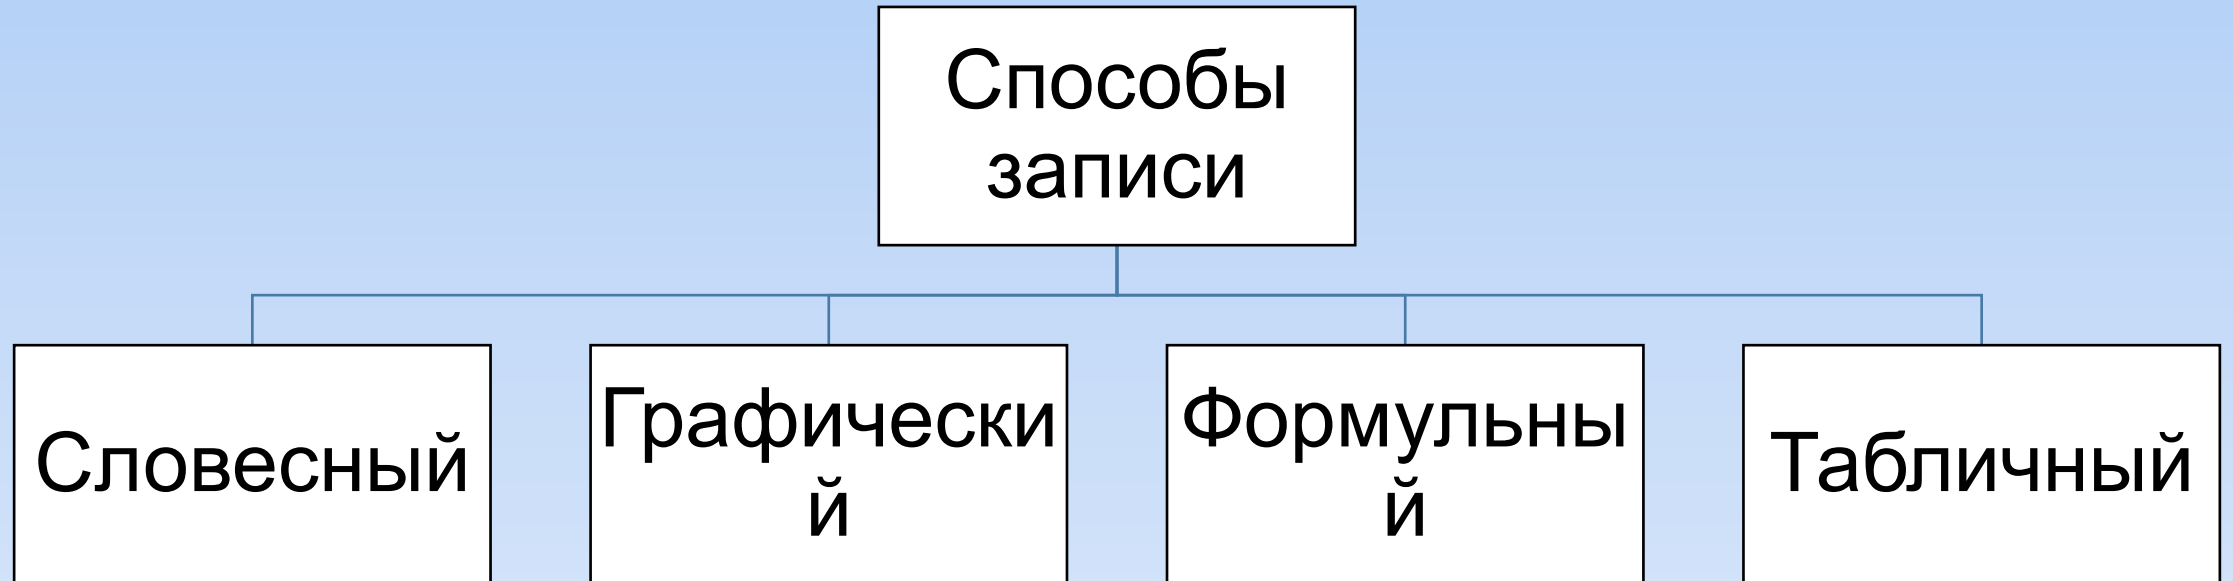 Способы
записи
Словесный
Графически
й
Формульны
й
Табличный